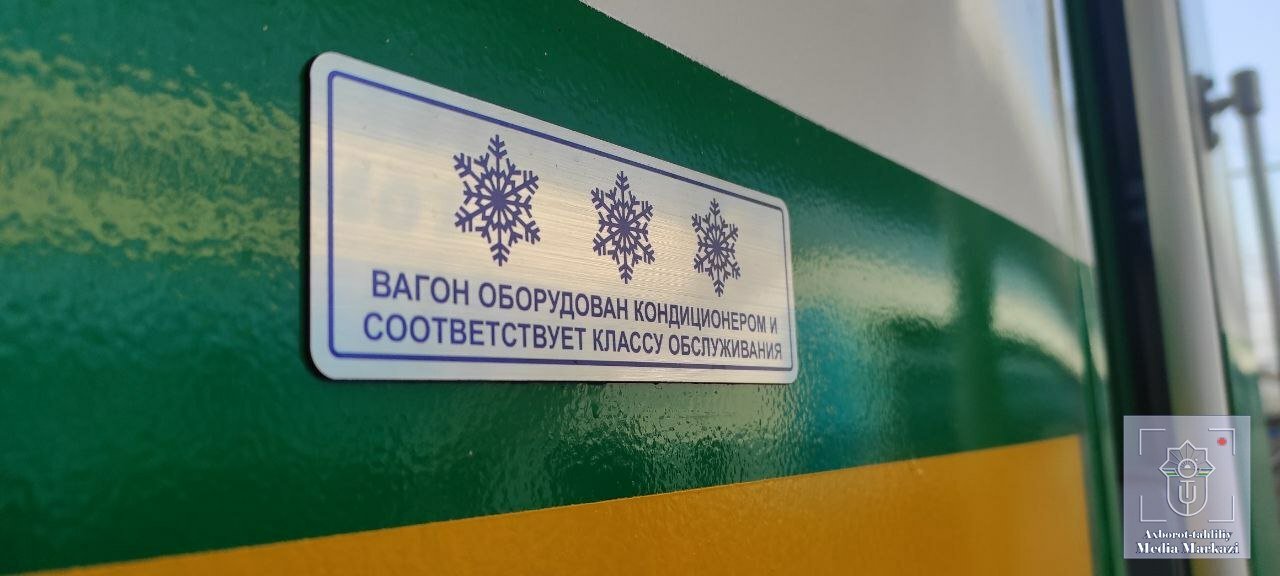 ВАГОН ОБОРУДОВАН КОНДИЦИОНЕРОМ И
СООТВЕТСТВУЕТ КЛАССУ ОБСЛУЖИВАНИЯ
Axborot-tahliliy
Media Markazi